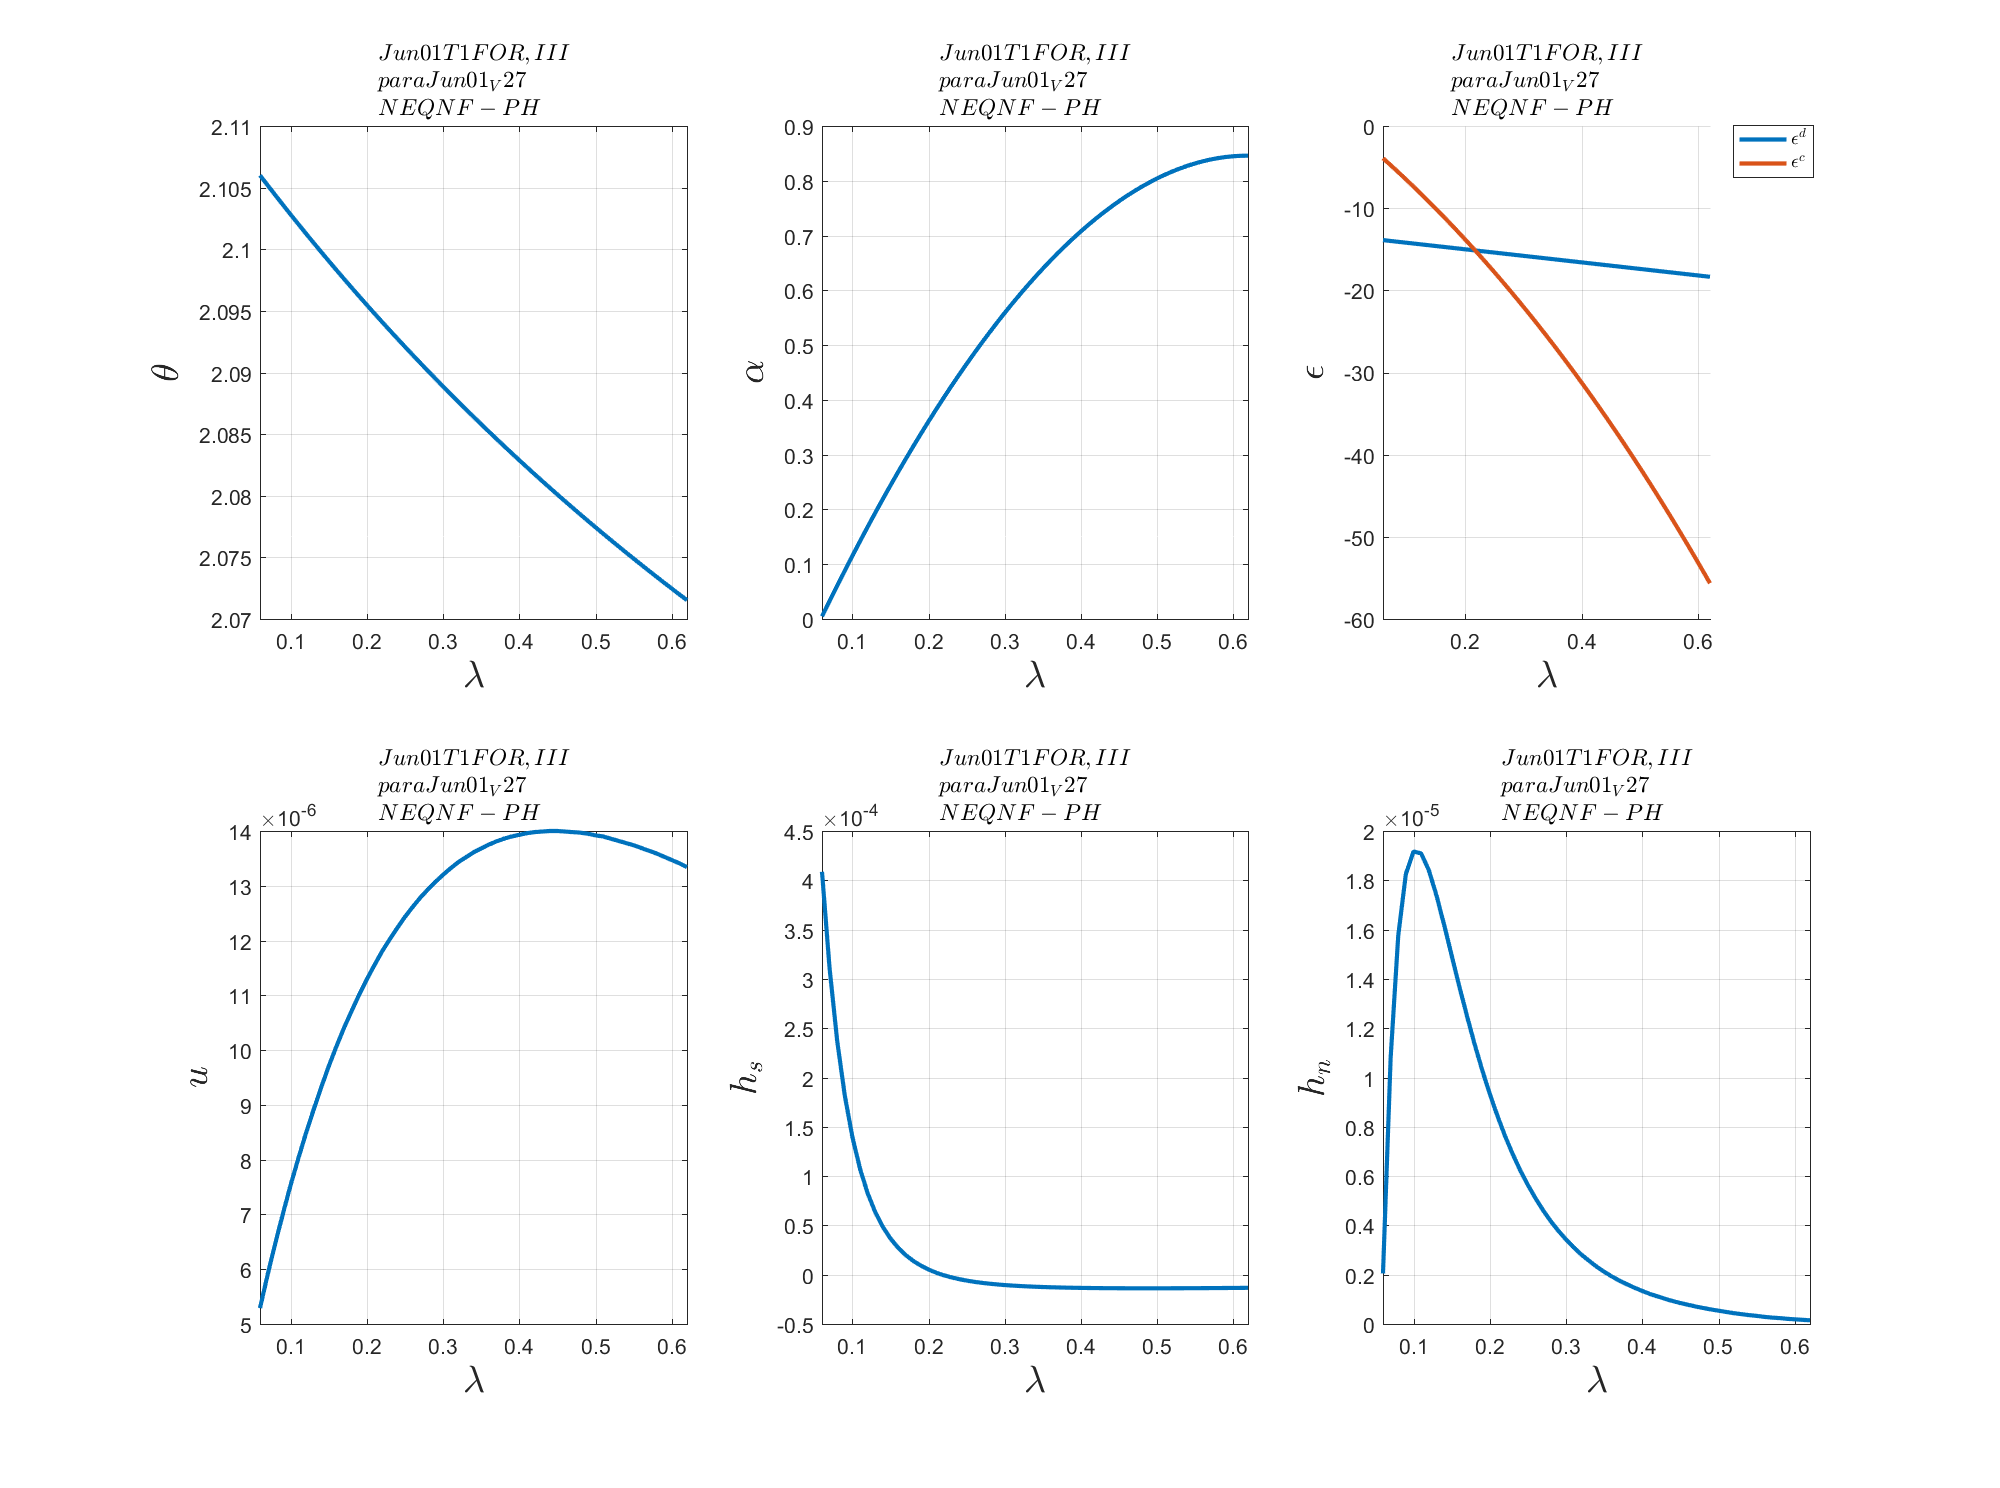 Jun01T1FOR, III
paraJun01_V27
NEQNF − PH
2.11
2.105
2.1
2.095
2.09
2.085
2.08
2.075
2.07
θ
0.1 0.2 0.3 0.4 0.5 0.6
λ
Jun01T1FOR, III
paraJun01_V27
NEQNF − PH
0.9
0.8
0.7
0.6
0.5
0.4
0.3
0.2
0.1
0
α
0.1 0.2 0.3 0.4 0.5 0.6
λ
Jun01T1FOR, III
paraJun01_V27
NEQNF − PH
0
-10
-20
-30
-40
-50
-60
ϵ
0.2 0.4 0.6
λ
ϵ^d
ϵ^c
Jun01T1FOR, III
paraJun01_V27
NEQNF − PH
×10^-6
14
13
12
11
10
9
8
7
6
5
u
0.1 0.2 0.3 0.4 0.5 0.6
λ
Jun01T1FOR, III
paraJun01_V27
NEQNF − PH
×10^-4
4.5
4
3.5
3
2.5
2
1.5
1
0.5
0
-0.5
h_s
0.1 0.2 0.3 0.4 0.5 0.6
λ
Jun01T1FOR, III
paraJun01_V27
NEQNF − PH
×10^-5
2
1.8
1.6
1.4
1.2
1
0.8
0.6
0.4
0.2
0
h_n
0.1 0.2 0.3 0.4 0.5 0.6
λ